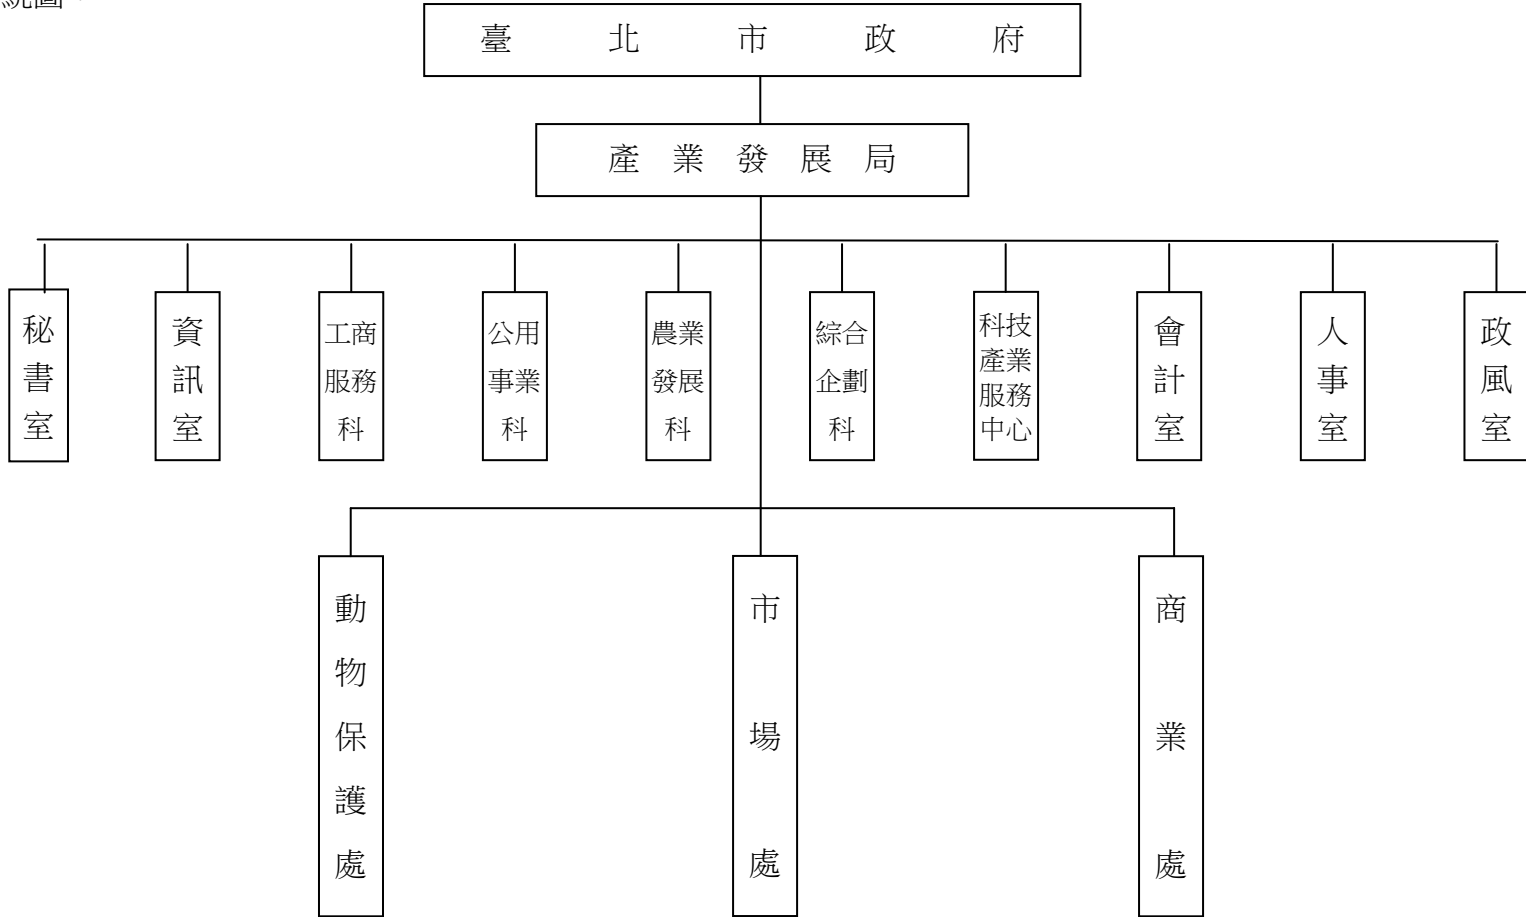 統圖：
臺北市政府
產業發展局
秘書室
資訊室
工商
服務
科
公用
事業
科
農業
發展
科
綜合
企劃
科
科技
產業
服務
中心
會計室
人事室
政風室
動物保護處
市場處
商業處